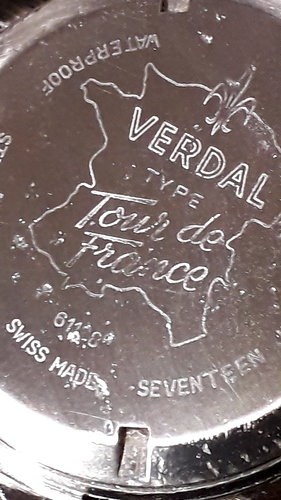 WATERPROOF
VERDAL
TYPE
Tour de
France
SWISS MADE
SEVENTEEN